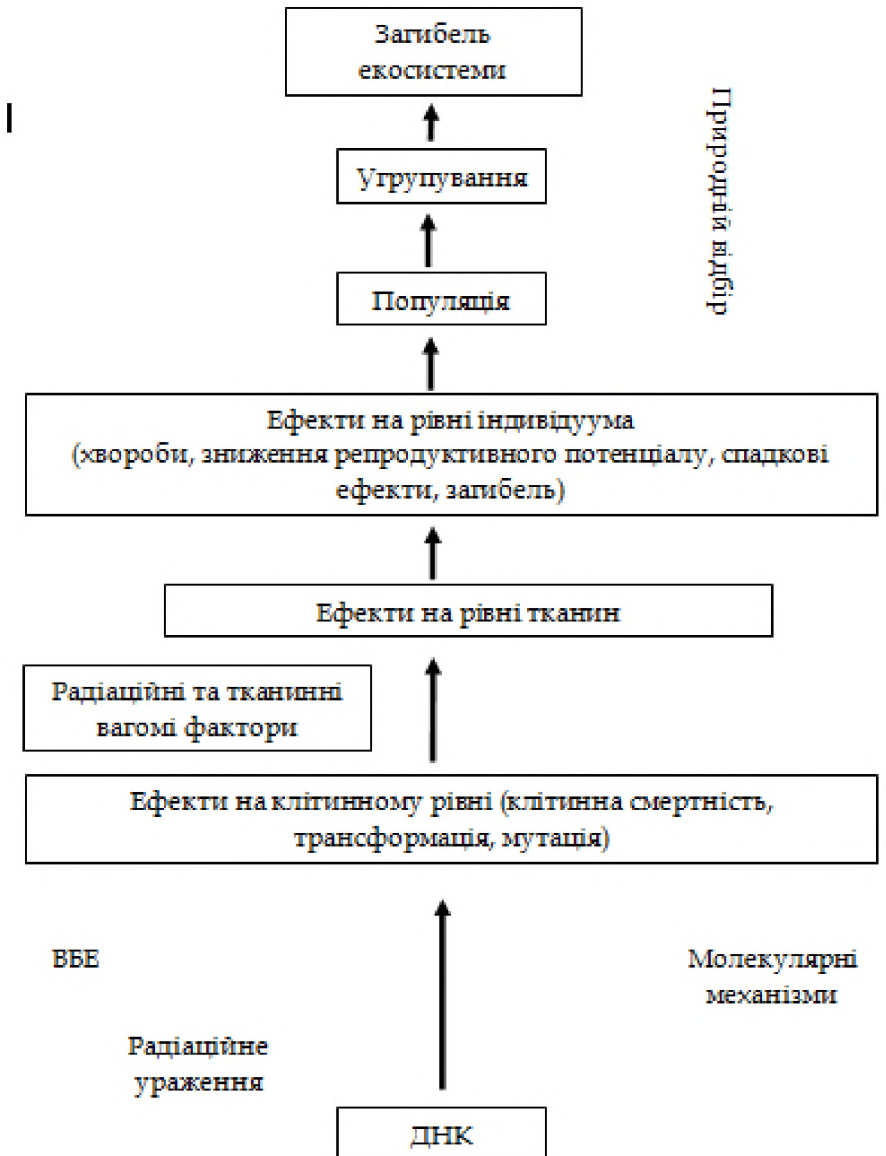 Загибель
екосистеми
Природній відбір
Угрупування
Популяція
Ефекти на рівні індивідуума
(хвороби, зниження репродуктивного потенціалу, спадкові
ефекти, загибель)
Ефекти на рівні тканин
Радіаційні та тканинні
вагомі фактори
Ефекти на клітинному рівні (клітинна смертність,
трансформація, мутація)
ВБЕ
Молекулярні
механізми
Радіаційне
ураження
ДНК